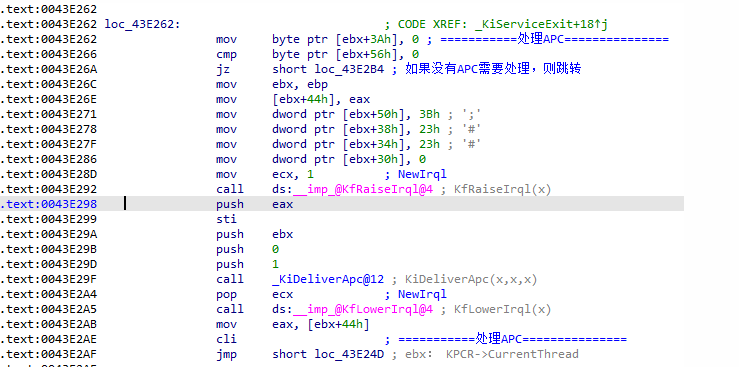 .text:0043E262
.text:0043E262 loc_43E262: ; CODE XREF: _KiServiceExit+18↑j
.text:0043E262 mov byte ptr [ebx+3Ah], 0 ; ===========处理APC===============
.text:0043E266 cmp byte ptr [ebx+56h], 0
.text:0043E26A jz short loc_43E2B4 ; 如果没有APC需要处理，则跳转
.text:0043E26C mov ebx, ebp
.text:0043E26E mov [ebx+44h], eax
.text:0043E271 mov dword ptr [ebx+50h], 3Bh ; ';'
.text:0043E278 mov dword ptr [ebx+38h], 23h ; '#'
.text:0043E27F mov dword ptr [ebx+34h], 23h ; '#'
.text:0043E286 mov dword ptr [ebx+30h], 0
.text:0043E28D mov ecx, 1 ; NewIrql
.text:0043E292 call ds:__imp_@KfRaiseIrql@4 ; KfRaiseIrql(x)
.text:0043E298 push eax
.text:0043E299 sti
.text:0043E29A push ebx
.text:0043E29B push 0
.text:0043E29D push 1
.text:0043E29F call _KiDeliverApc@12 ; KiDeliverApc(x,x,x)
.text:0043E2A4 pop ecx ; NewIrql
.text:0043E2A5 call ds:__imp_@KfLowerIrql@4 ; KfLowerIrql(x)
.text:0043E2AB mov eax, [ebx+44h]
.text:0043E2AE cli ; ===========处理APC===============
.text:0043E2AF jmp short loc_43E24D ; ebx: KPCR->CurrentThread